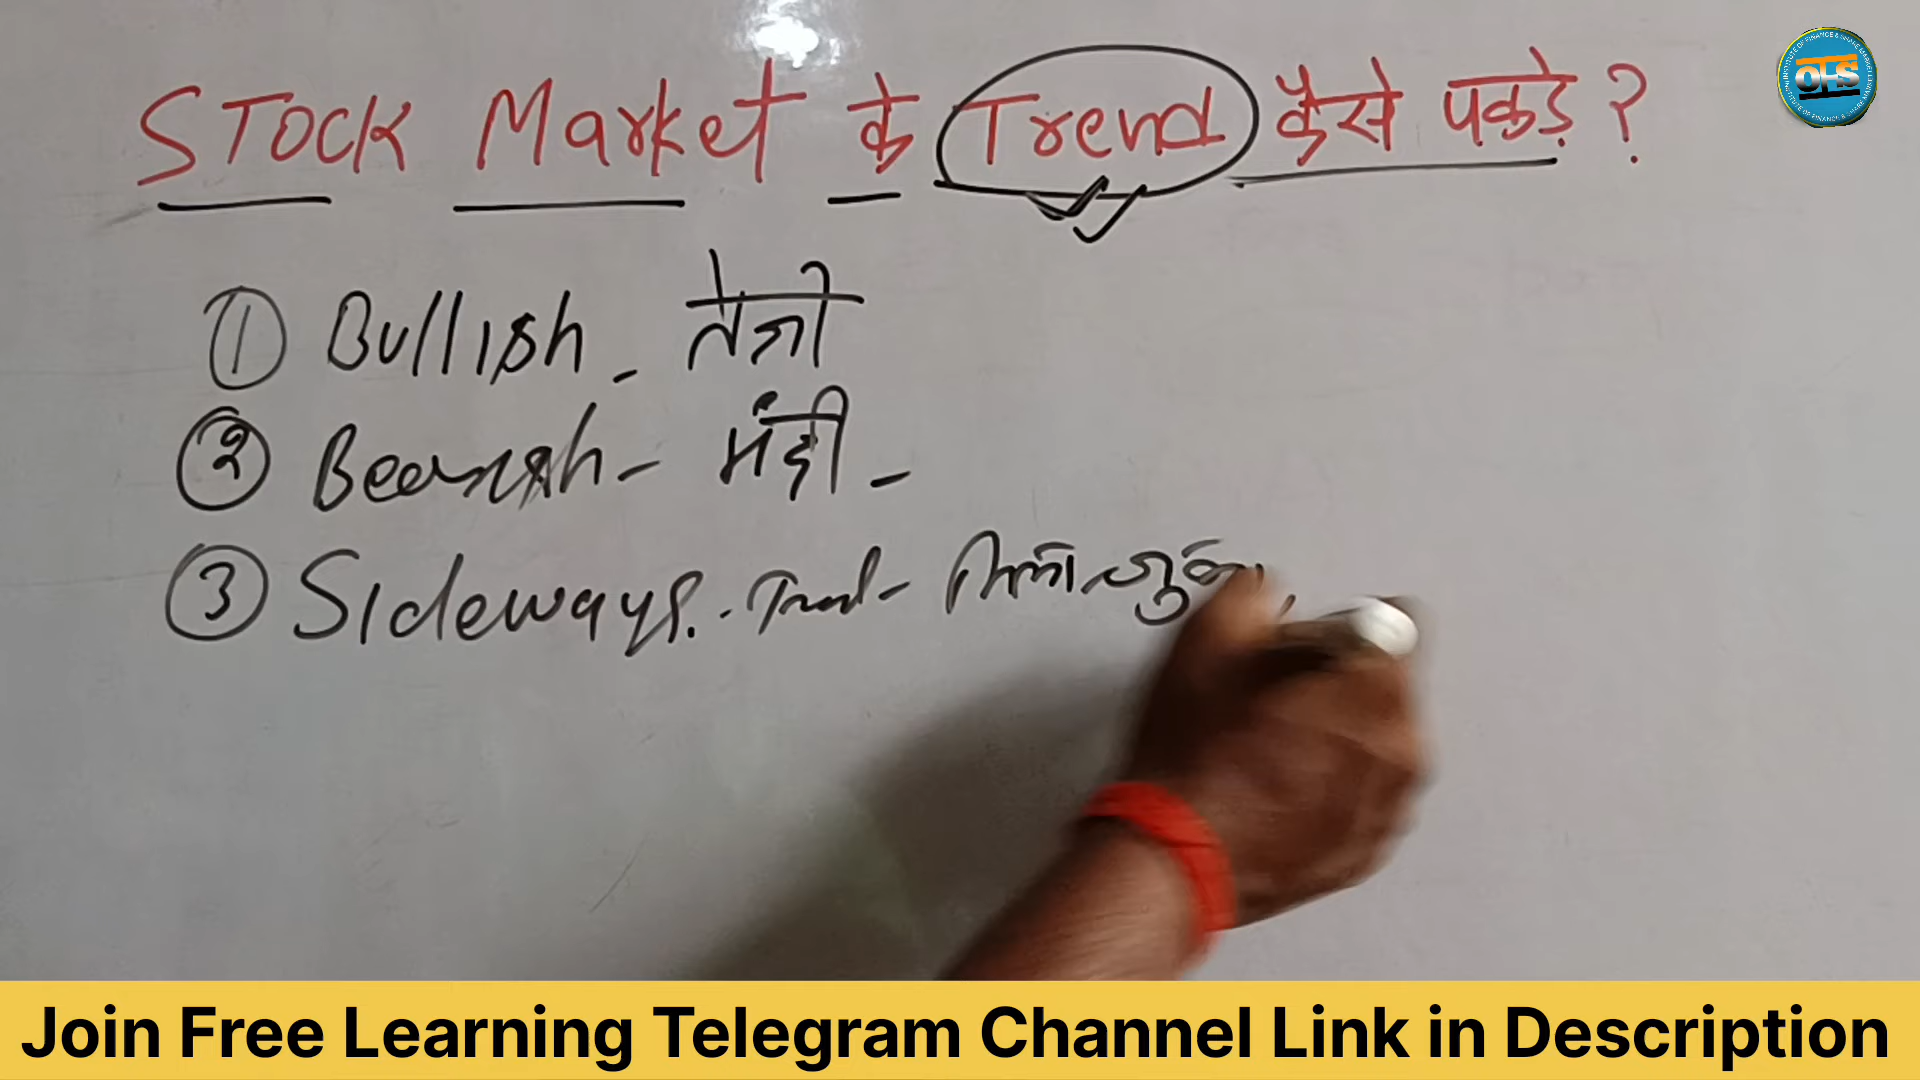 STOCK Market के Trend कैसे पकड़े ?
OFS
① Bullish - तेजी
② Bearish - मंदी -
③ Sideways. Trend - मिला जुला
Join Free Learning Telegram Channel Link in Description